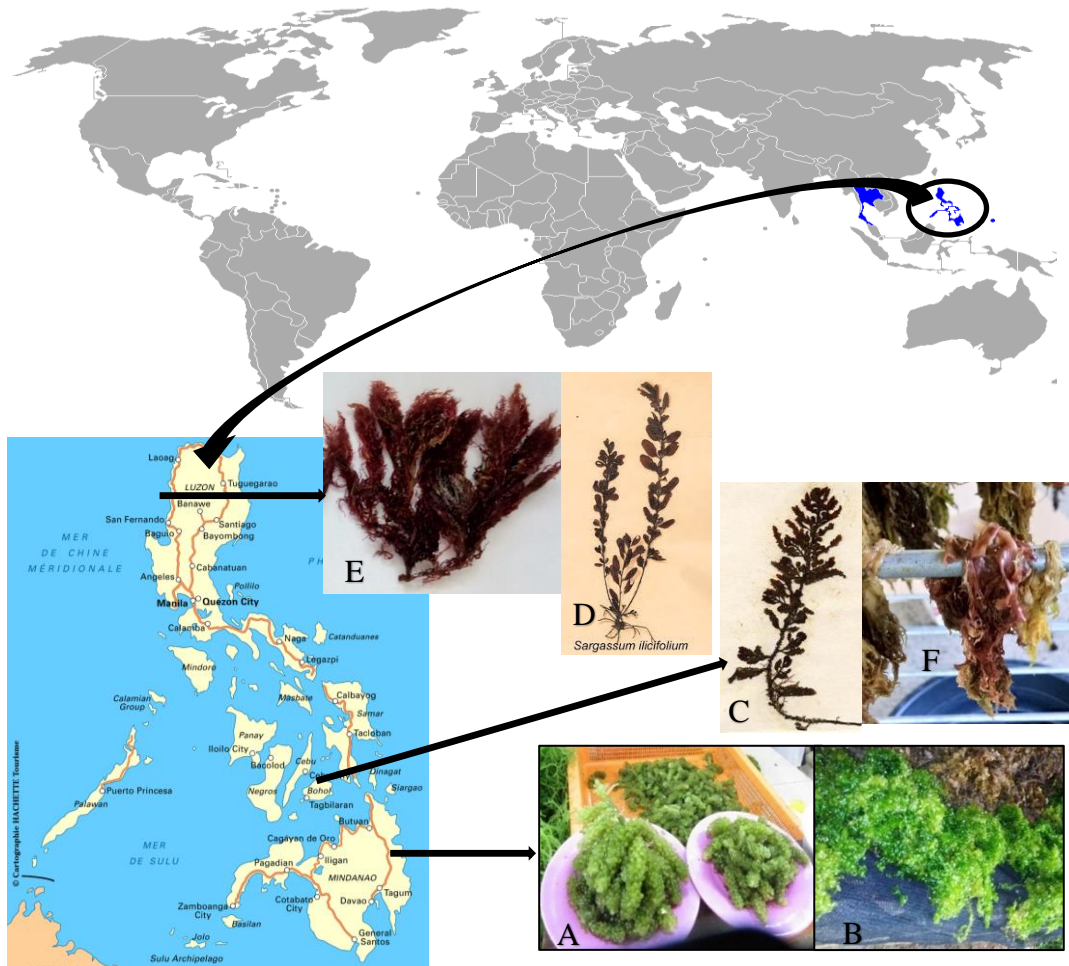 Laoag
LUZON
Tuguegarao
Banawe
San Fernando
Santiago
Baguio
Bayombong
MER
DE CHINE
MÉRIDIONALE
PH
Cabanatuan
Angeles
Polillo
Manila
Quezon City
Calamba
Naga
Catanduanes
Legazpi
Mindoro
Masbate
Calbayog
Calamian
Group
Samar
Panay
Tacloban
Iloilo City
Cebu
Bacolod
Dinagat
Negros
Bohol
Siargao
Puerto Princesa
Tagbilaran
Palawan
Butuan
MER
DE SULU
Cagayan de Oro
Iligan
Pagadian
MINDANAO
Zamboanga
City
Cotabato
City
Tagum
Davao
Basilan
General
Santos
Jolo
Sulu Archipelago
© Cartographie HACHETTE Tourisme
E
D
Sargassum ilicifolium
C
F
A
B